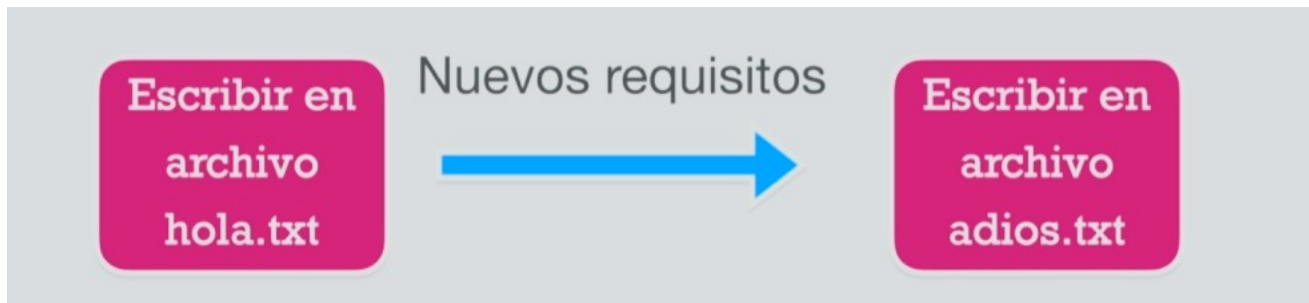 Escribir en
archivo
hola.txt
Nuevos requisitos
Escribir en
archivo
adios.txt